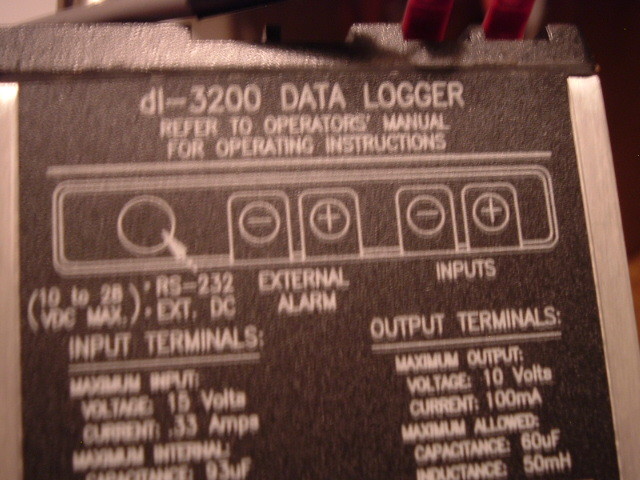 dl-3200 DATA LOGGER
REFER TO OPERATORS' MANUAL
FOR OPERATING INSTRUCTIONS
− + − +
(10 to 28 VDC MAX.) • RS-232
• EXT. DC
EXTERNAL ALARM
INPUTS
INPUT TERMINALS:
MAXIMUM INPUT:
VOLTAGE: 15 Volts
CURRENT: .33 Amps
MAXIMUM INTERNAL:
CAPACITANCE: 93uF
OUTPUT TERMINALS:
MAXIMUM OUTPUT:
VOLTAGE: 10 Volts
CURRENT: 100mA
MAXIMUM ALLOWED:
CAPACITANCE: 60uF
INDUCTANCE: 50mH